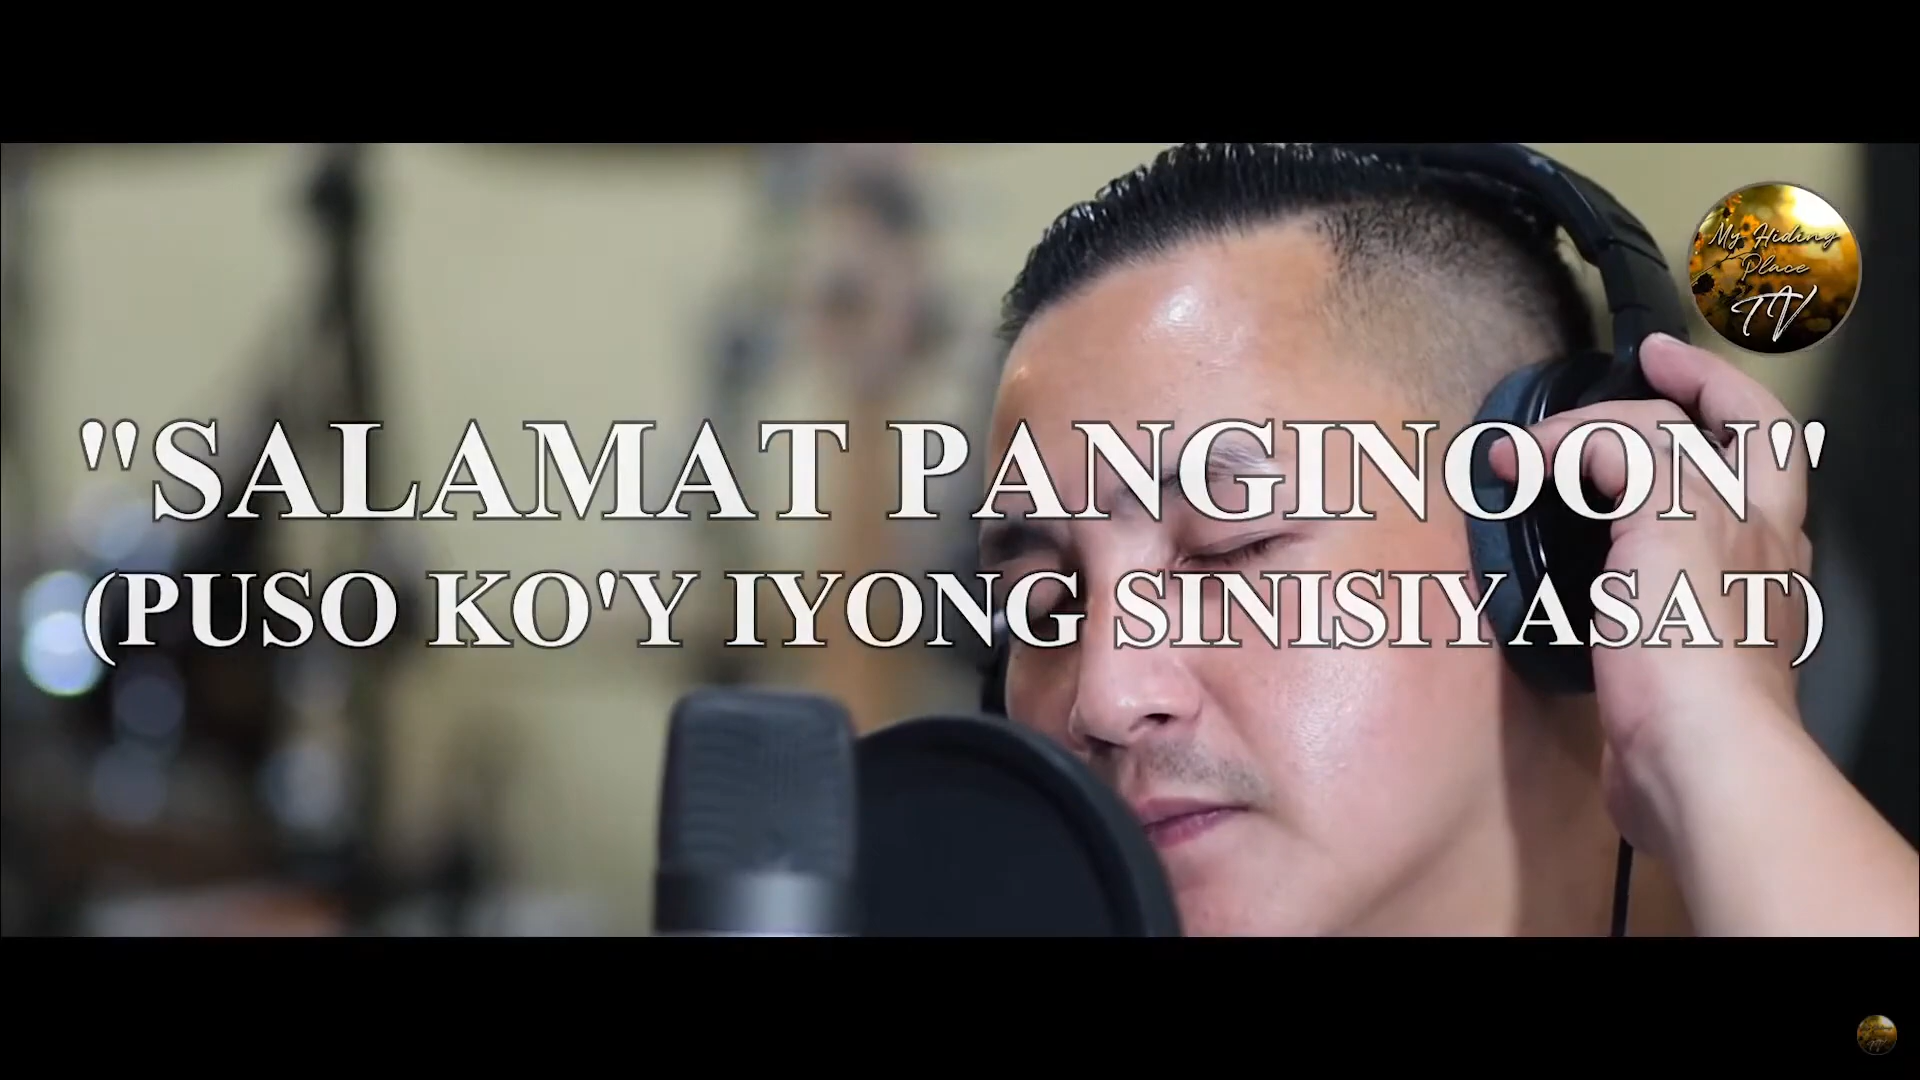 My Hiding
Place
TV
"SALAMAT PANGINOON"
(PUSO KO'Y IYONG SINISIYASAT)